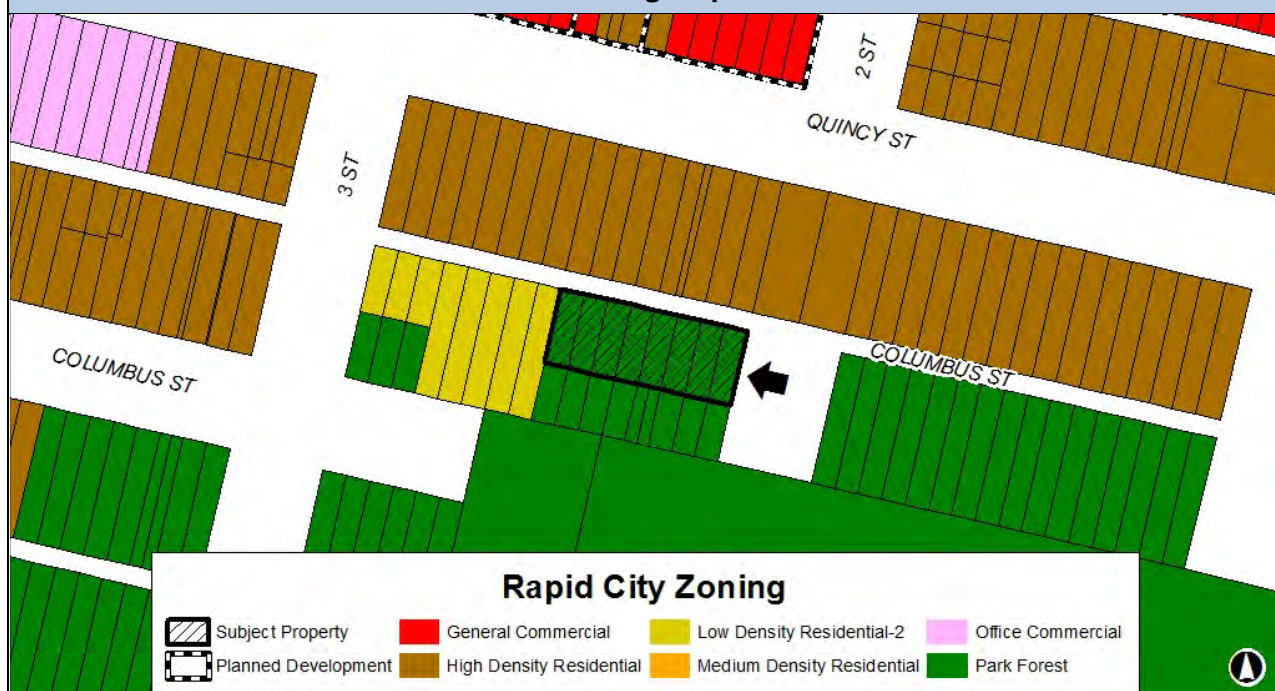 2 ST
QUINCY ST
3 ST
COLUMBUS ST
COLUMBUS ST
Rapid City Zoning
Subject Property General Commercial Low Density Residential-2 Office Commercial
Planned Development High Density Residential Medium Density Residential Park Forest